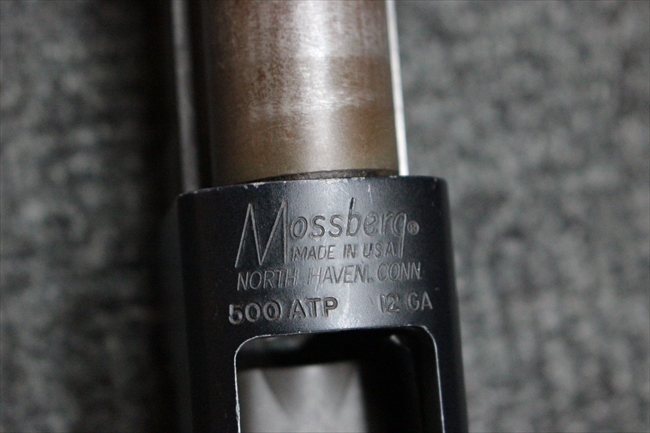 Mossberg®
MADE IN USA
NORTH HAVEN, CONN
500 ATP 12 GA